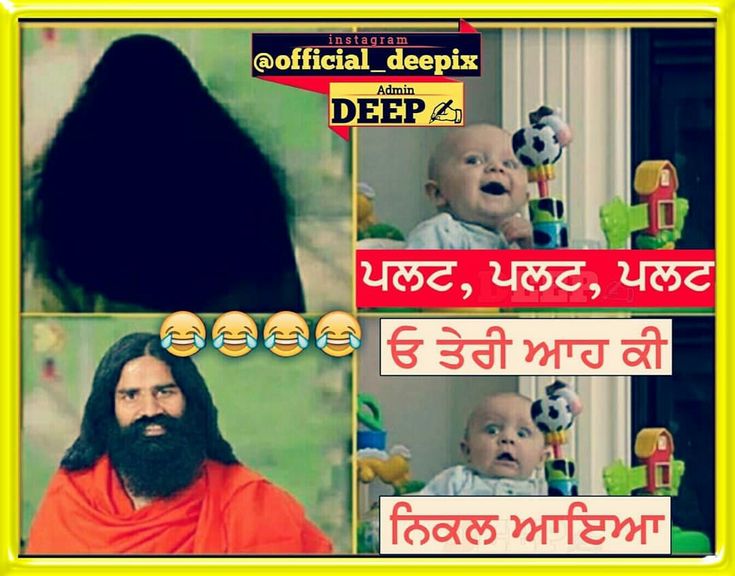 instagram
@official_deepix
Admin
DEEP
ਪਲਟ, ਪਲਟ, ਪਲਟ
ਓ ਤੇਰੀ ਆਹ ਕੀ
ਨਿਕਲ ਆਇਆ